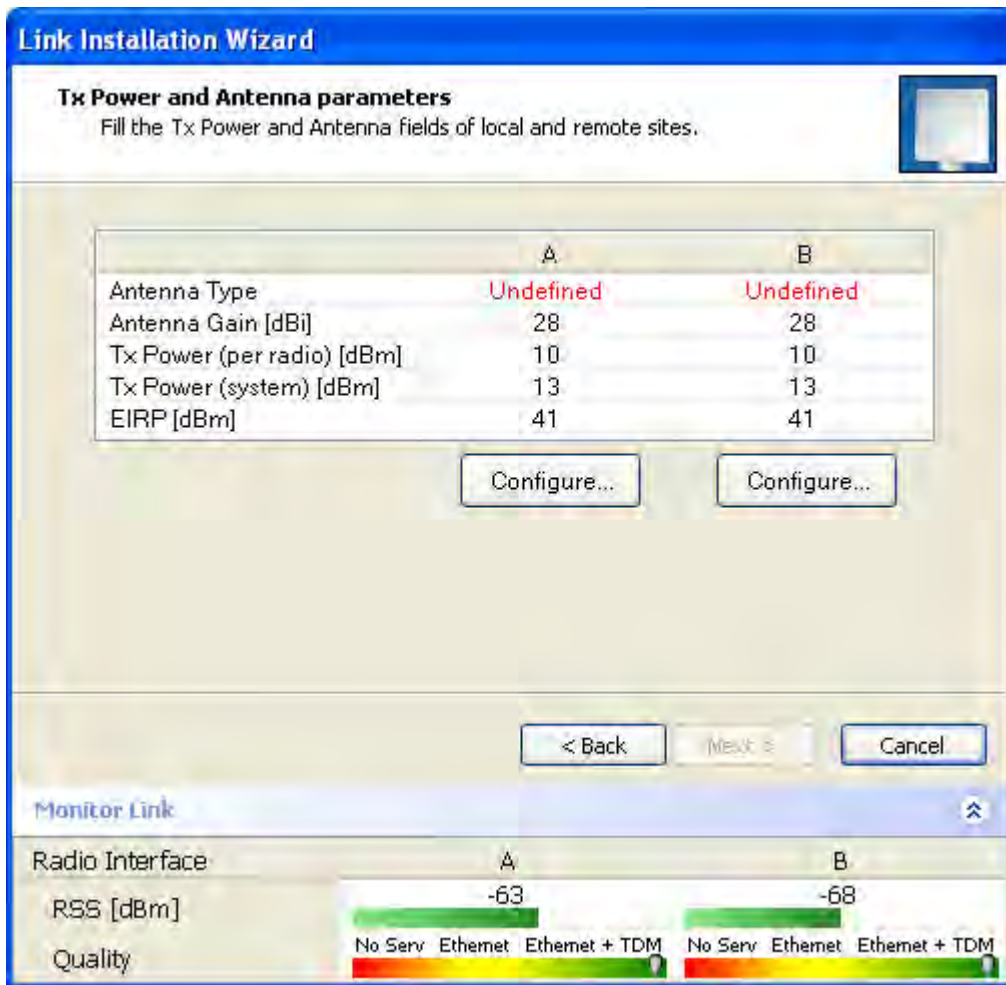 Link Installation Wizard
Tx Power and Antenna parameters
Fill the Tx Power and Antenna fields of local and remote sites.
A B
Antenna Type Undefined Undefined
Antenna Gain [dBi] 28 28
Tx Power (per radio) [dBm] 10 10
Tx Power (system) [dBm] 13 13
EIRP [dBm] 41 41
Configure... Configure...
< Back Next > Cancel
Monitor Link
Radio Interface A B
RSS [dBm] -63 -68
Quality No Serv Ethernet Ethernet + TDM No Serv Ethernet Ethernet + TDM